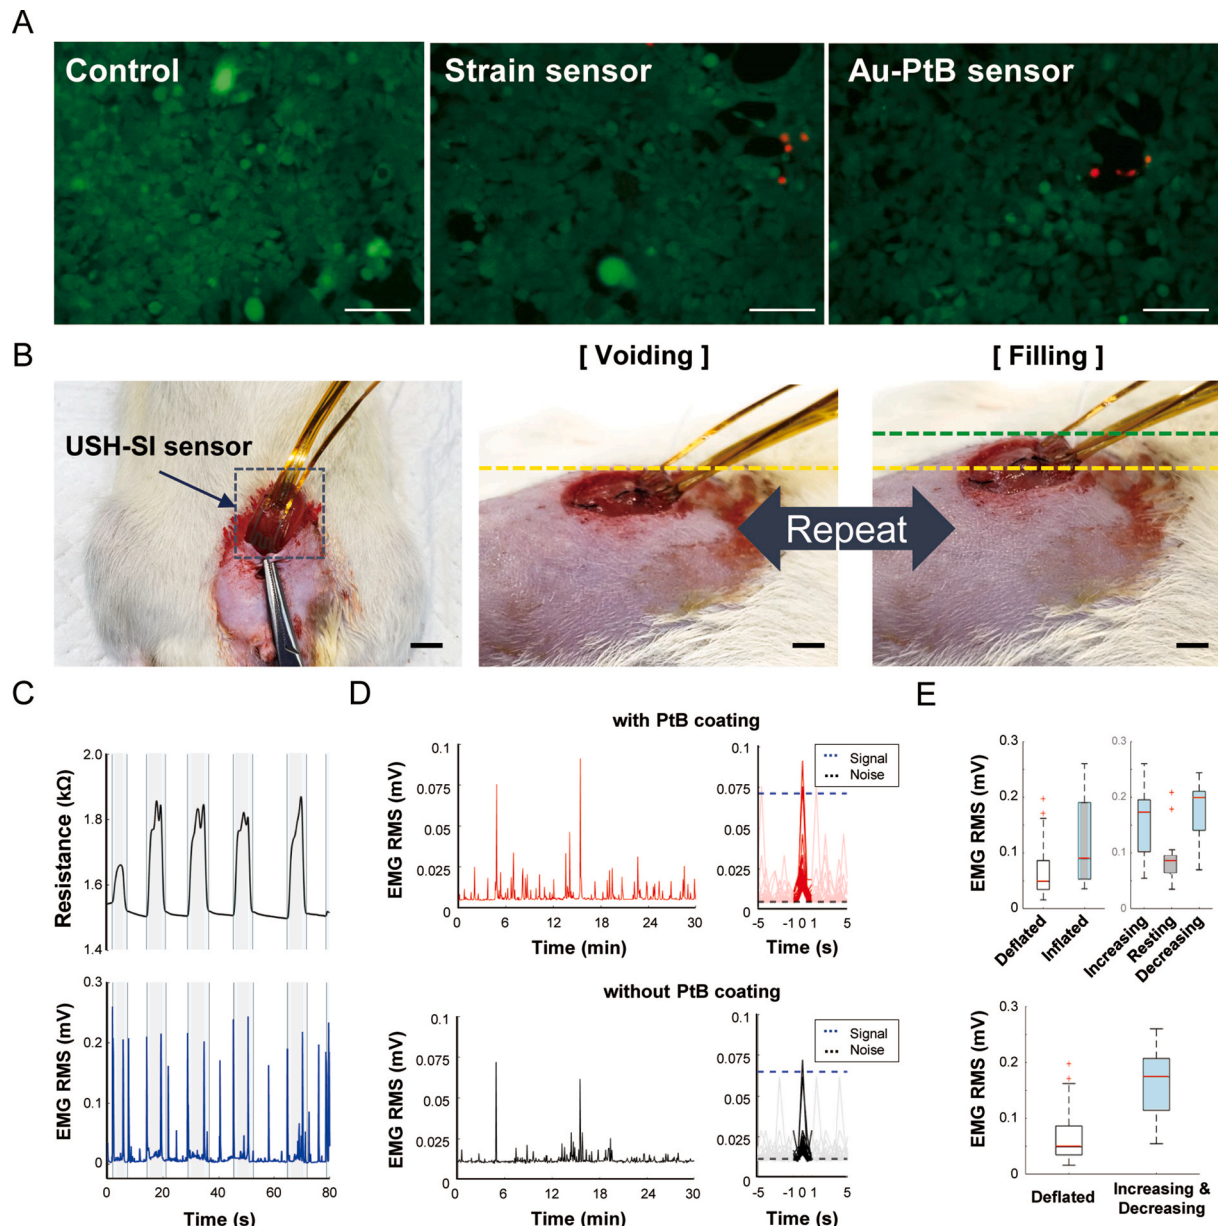 A
Control
Strain sensor
Au-PtB sensor
B
[ Voiding ]
[ Filling ]
USH-SI sensor
Repeat
C
Resistance (kΩ)
2.0
1.8
1.6
1.4
EMG RMS (mV)
0.3
0.2
0.1
0
0 20 40 60 80
Time (s)
D
with PtB coating
EMG RMS (mV)
0.1
0.075
0.05
0.025
0
0 6 12 18 24 30
Time (min)
0.1
0.075
0.05
0.025
0
Signal
Noise
-5 -1 0 1 5
Time (s)
without PtB coating
EMG RMS (mV)
0.1
0.075
0.05
0.025
0
0 6 12 18 24 30
Time (min)
0.1
0.075
0.05
0.025
0
Signal
Noise
-5 -1 0 1 5
Time (s)
E
EMG RMS (mV)
0.3
0.2
0.1
0
Deflated
Inflated
0.3
0.2
0.1
0
Increasing
Resting
Decreasing
EMG RMS (mV)
0.3
0.2
0.1
0
Deflated
Increasing &
Decreasing